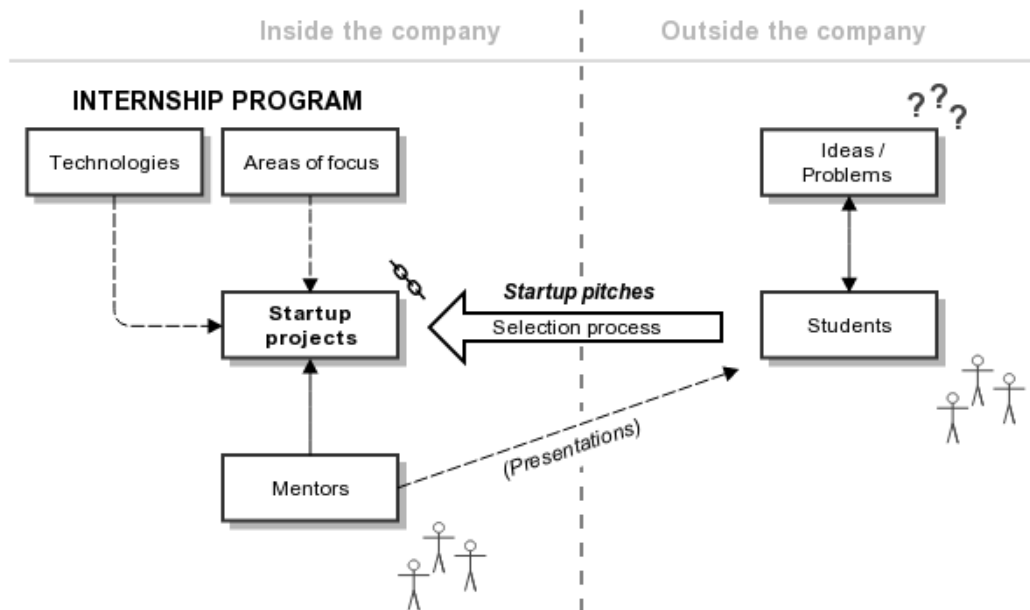 Inside the company
Outside the company
INTERNSHIP PROGRAM
? ? ?
Technologies
Areas of focus
Ideas /
Problems
Startup
projects
Startup pitches
Selection process
Students
(Presentations)
Mentors